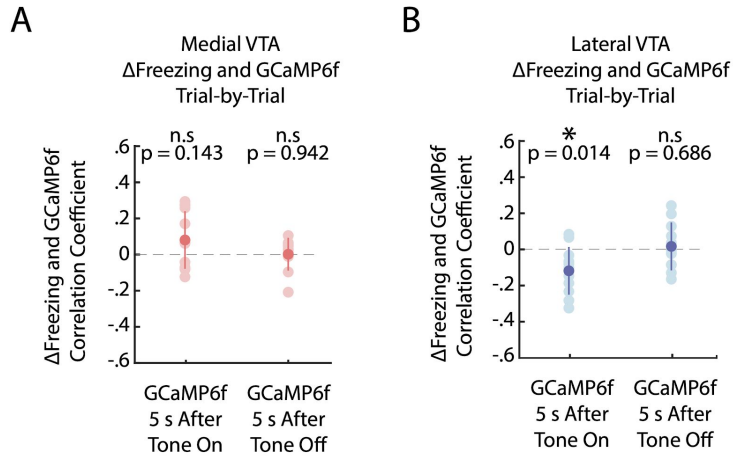 A
Medial VTA
ΔFreezing and GCaMP6f
Trial-by-Trial
n.s
p = 0.143
n.s
p = 0.942
ΔFreezing and GCaMP6f
Correlation Coefficient
.6
.4
.2
0
-.2
-.4
-.6
GCaMP6f
5 s After
Tone On
GCaMP6f
5 s After
Tone Off
B
Lateral VTA
ΔFreezing and GCaMP6f
Trial-by-Trial
*
p = 0.014
n.s
p = 0.686
ΔFreezing and GCaMP6f
Correlation Coefficient
.6
.4
.2
0
-.2
-.4
-.6
GCaMP6f
5 s After
Tone On
GCaMP6f
5 s After
Tone Off